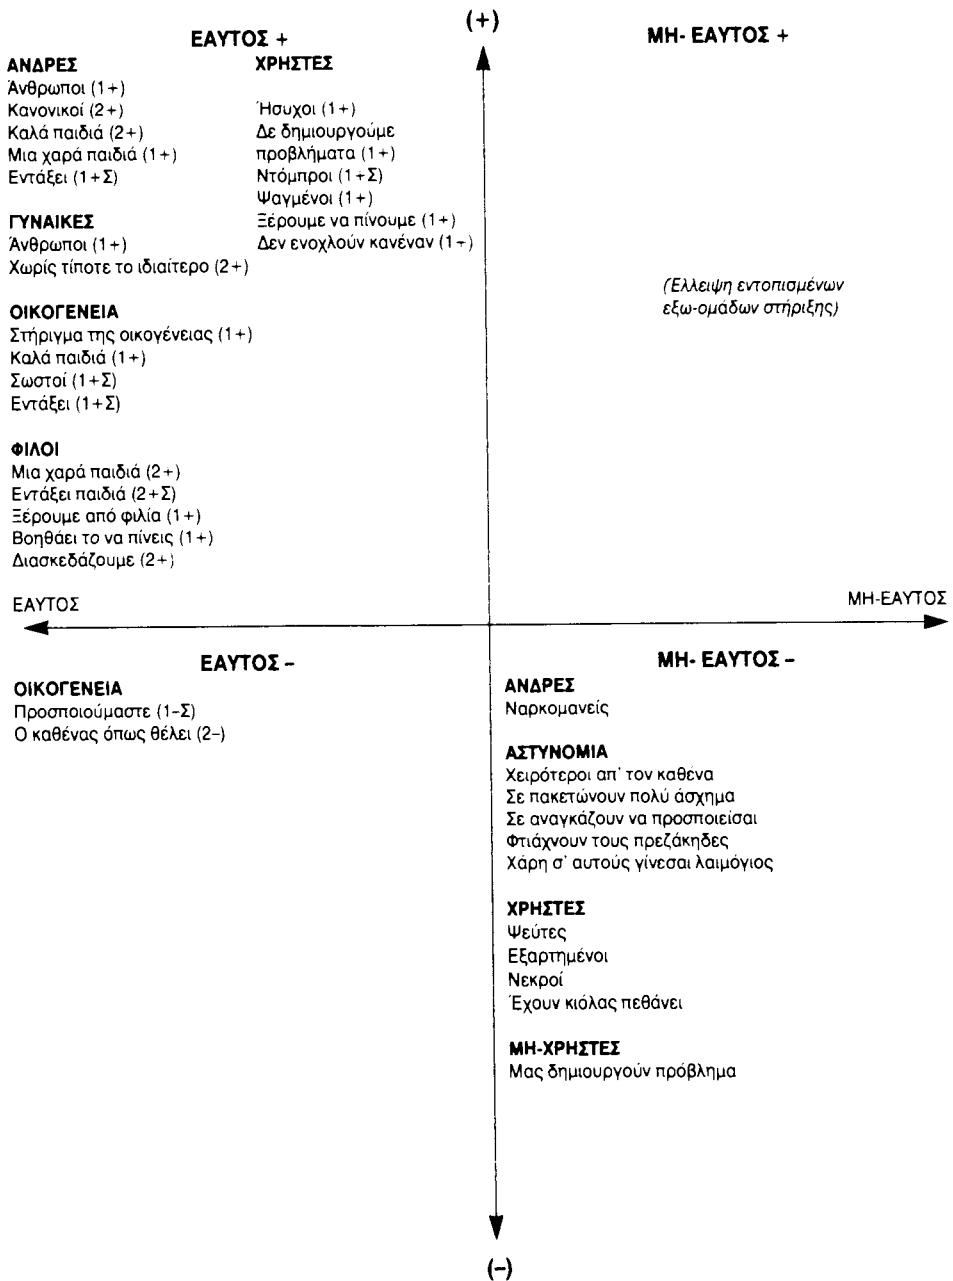 (+)
ΕΑΥΤΟΣ +
ΑΝΔΡΕΣ
Άνθρωποι (1+)
Κανονικοί (2+)
Καλά παιδιά (2+)
Μια χαρά παιδιά (1+)
Εντάξει (1+Σ)
ΓΥΝΑΙΚΕΣ
Άνθρωποι (1+)
Χωρίς τίποτε το ιδιαίτερο (2+)
ΟΙΚΟΓΕΝΕΙΑ
Στήριγμα της οικογένειας (1+)
Καλά παιδιά (1+)
Σωστοί (1+Σ)
Εντάξει (1+Σ)
ΦΙΛΟΙ
Μια χαρά παιδιά (2+)
Εντάξει παιδιά (2+Σ)
Ξέρουμε από φιλία (1+)
Βοηθάει το να πίνεις (1+)
Διασκεδάζουμε (2+)
ΧΡΗΣΤΕΣ
Ήσυχοι (1+)
Δε δημιουργούμε
προβλήματα (1+)
Ντόμπροι (1+Σ)
Ψαγμένοι (1+)
Ξέρουμε να πίνουμε (1+)
Δεν ενοχλούν κανέναν (1+)
ΜΗ- ΕΑΥΤΟΣ +
(Έλλειψη εντοπισμένων
εξω-ομάδων στήριξης)
ΕΑΥΤΟΣ
ΜΗ-ΕΑΥΤΟΣ
ΕΑΥΤΟΣ –
ΟΙΚΟΓΕΝΕΙΑ
Προσποιούμαστε (1–Σ)
Ο καθένας όπως θέλει (2–)
ΜΗ- ΕΑΥΤΟΣ –
ΑΝΔΡΕΣ
Ναρκομανείς
ΑΣΤΥΝΟΜΙΑ
Χειρότεροι απ' τον καθένα
Σε πακετώνουν πολύ άσχημα
Σε αναγκάζουν να προσποιείσαι
Φτιάχνουν τους πρεζάκηδες
Χάρη σ' αυτούς γίνεσαι λαιμόγιος
ΧΡΗΣΤΕΣ
Ψεύτες
Εξαρτημένοι
Νεκροί
Έχουν κιόλας πεθάνει
ΜΗ-ΧΡΗΣΤΕΣ
Μας δημιουργούν πρόβλημα
(–)